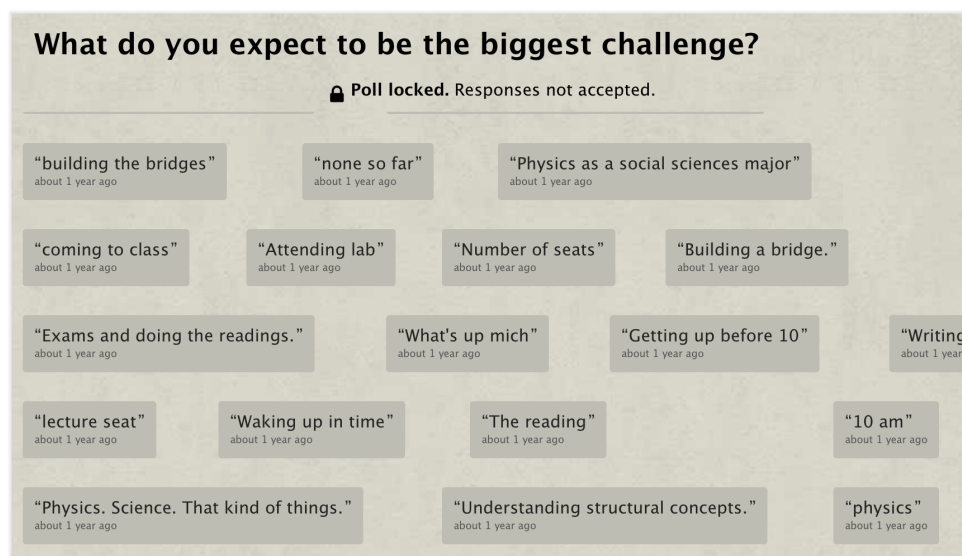 What do you expect to be the biggest challenge?
Poll locked. Responses not accepted.
“building the bridges”
about 1 year ago
“none so far”
about 1 year ago
“Physics as a social sciences major”
about 1 year ago
“coming to class”
about 1 year ago
“Attending lab”
about 1 year ago
“Number of seats”
about 1 year ago
“Building a bridge.”
about 1 year ago
“Exams and doing the readings.”
about 1 year ago
“What's up mich”
about 1 year ago
“Getting up before 10”
about 1 year ago
“Writing
about 1 year
“lecture seat”
about 1 year ago
“Waking up in time”
about 1 year ago
“The reading”
about 1 year ago
“10 am”
about 1 year ago
“Physics. Science. That kind of things.”
about 1 year ago
“Understanding structural concepts.”
about 1 year ago
“physics”
about 1 year ago